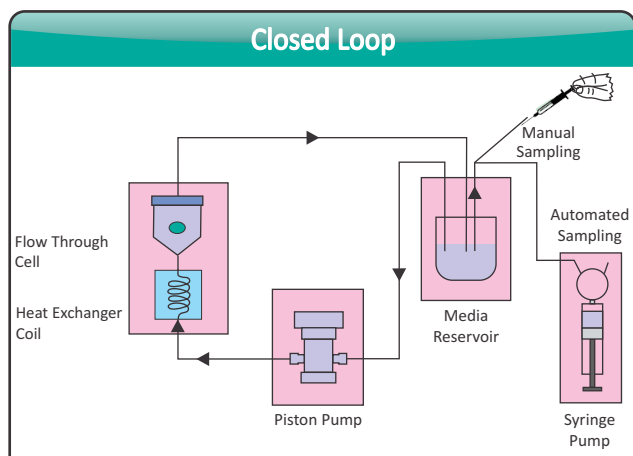 Closed Loop
Manual
Sampling
Automated
Sampling
Flow Through
Cell
Heat Exchanger
Coil
Media
Reservoir
Piston Pump
Syringe
Pump